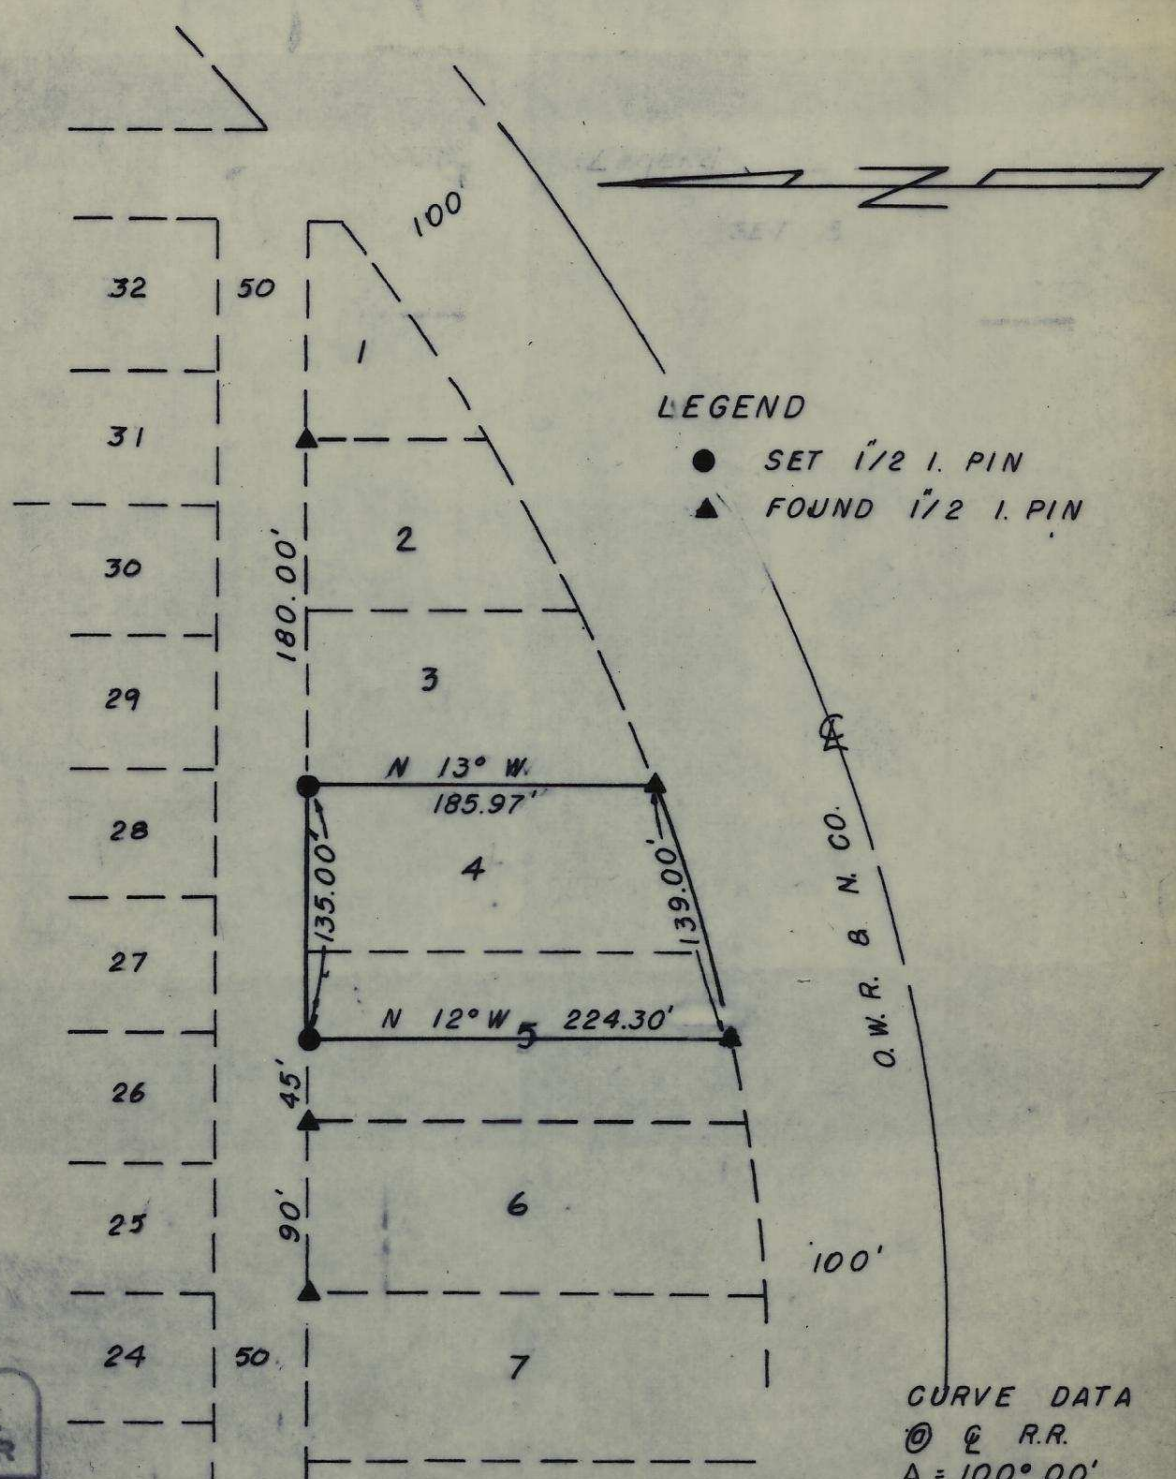 100'
N
32
50
1
LEGEND
SET 1"/2 I. PIN
FOUND 1"/2 I. PIN
31
2
30
180.00'
3
29
N 13° W.
185.97'
28
4
135.00'
139.00'
O. W. R. & N. CO.
27
N 12° W 224.30'
5
26
45'
6
25
90'
100'
24
50
7
CURVE DATA
@ ℄ R.R.
Δ = 100° 00'